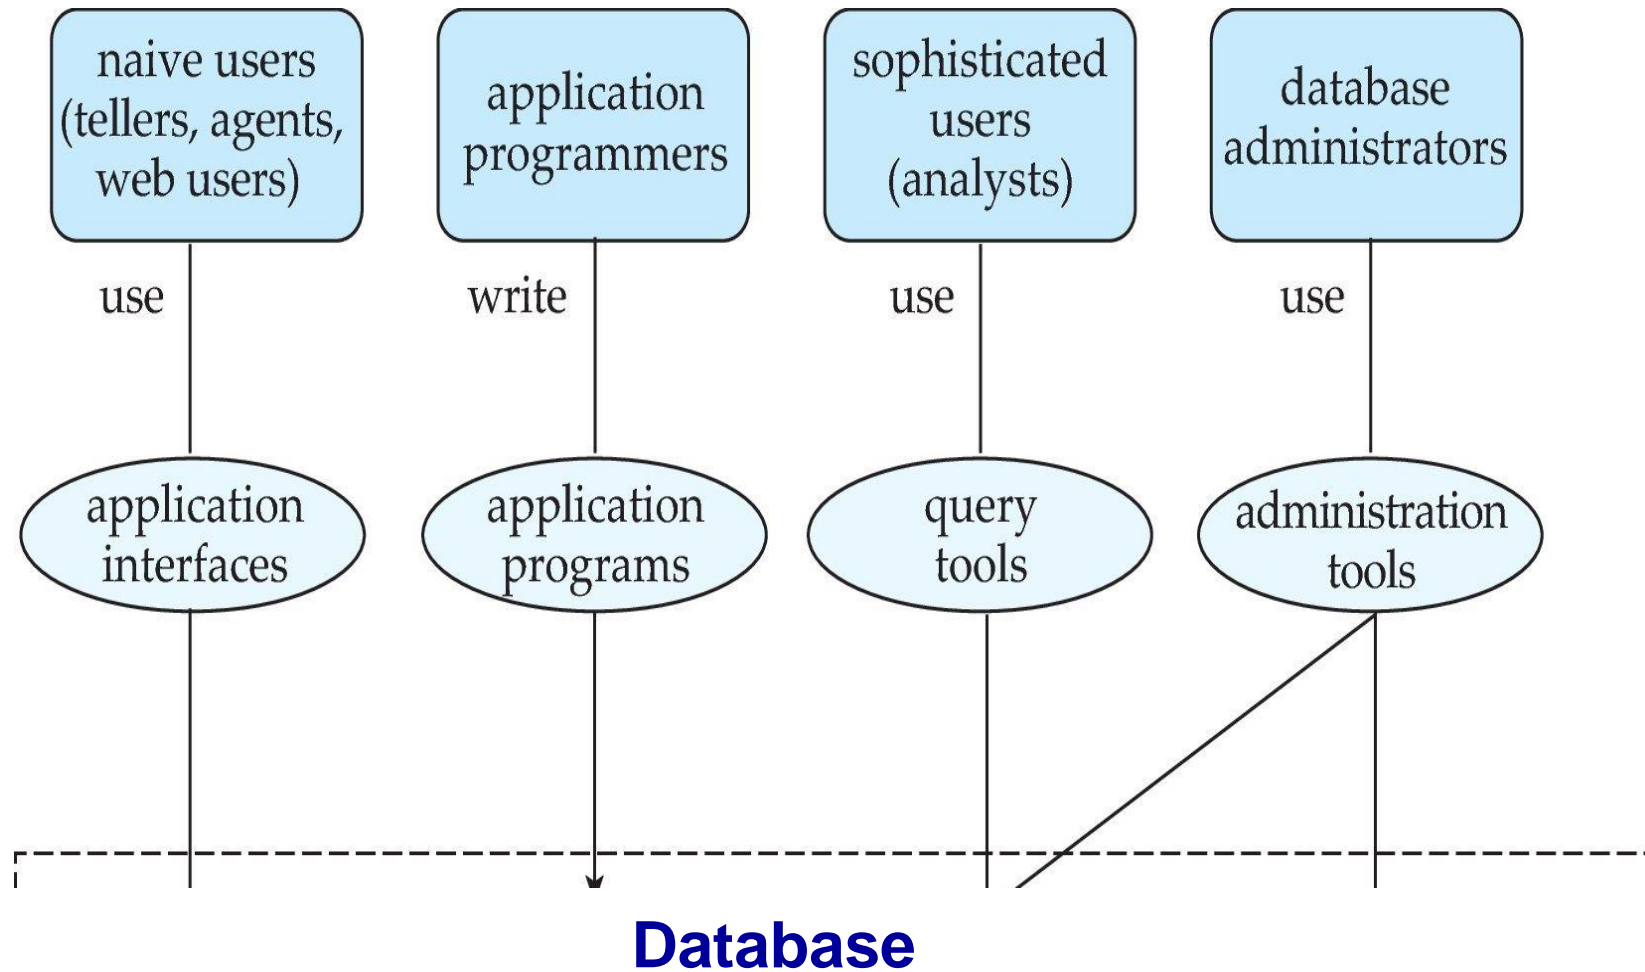 naive users
(tellers, agents,
web users)
application
programmers
sophisticated
users
(analysts)
database
administrators
use
write
use
use
application
interfaces
application
programs
query
tools
administration
tools
Database